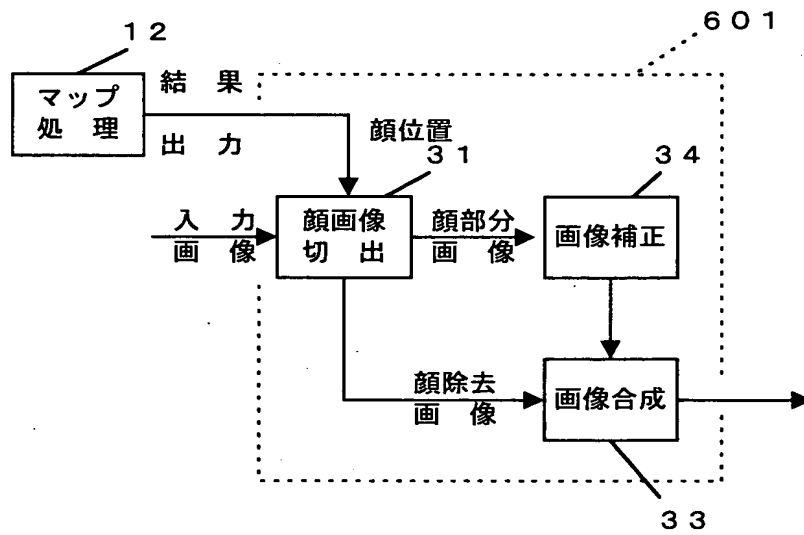 601
12
マップ
処理
結果
出力
顔位置
31
34
入力
画像
顔画像
切出
顔部分
画像
画像補正
顔除去
画像
画像合成
33